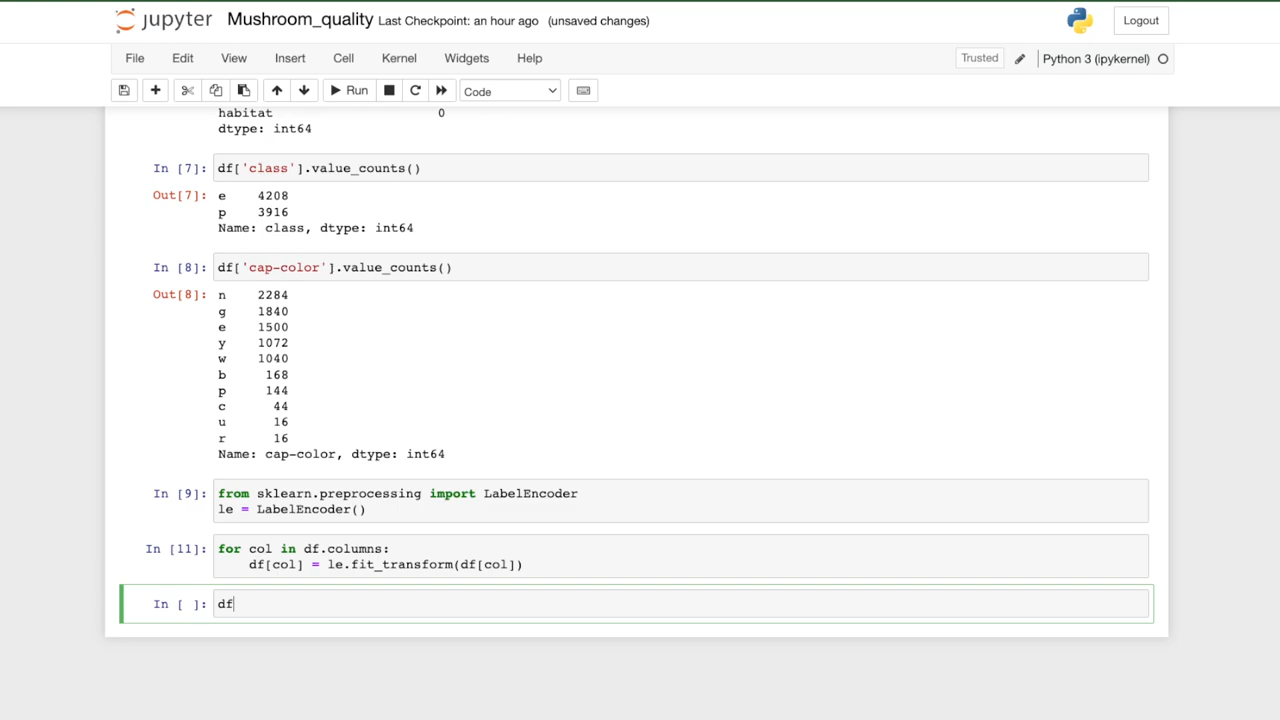 jupyter Mushroom_quality Last Checkpoint: an hour ago (unsaved changes) Logout
File Edit View Insert Cell Kernel Widgets Help Trusted Python 3 (ipykernel)
Run Code
habitat 0
dtype: int64
In [7]: df['class'].value_counts()
Out[7]: e 4208
p 3916
Name: class, dtype: int64
In [8]: df['cap-color'].value_counts()
Out[8]: n 2284
g 1840
e 1500
y 1072
w 1040
b 168
p 144
c 44
u 16
r 16
Name: cap-color, dtype: int64
In [9]: from sklearn.preprocessing import LabelEncoder
le = LabelEncoder()
In [11]: for col in df.columns:
    df[col] = le.fit_transform(df[col])
In [ ]: df